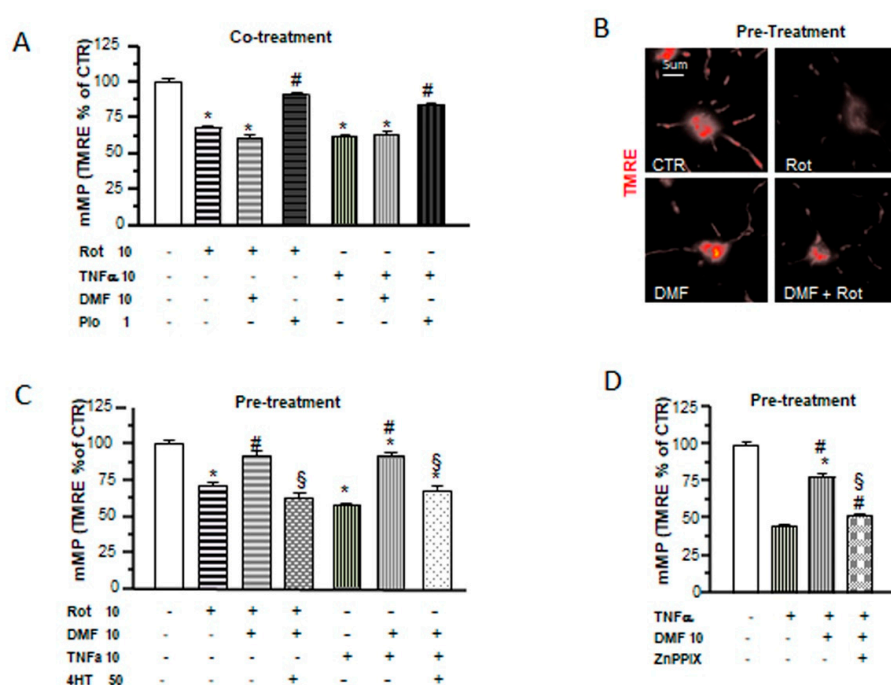 A
Co-treatment
mMP (TMRE % of CTR)
125
100
75
50
25
0
* * # * * #
Rot 10 - + + + - - -
TNFα 10 - - - - + + +
DMF 10 - - + - - + -
Pio 1 - - - + - - +
B
Pre-Treatment
TMRE
5um
CTR
Rot
DMF
DMF + Rot
C
Pre-treatment
mMP (TMRE %of CTR)
125
100
75
50
25
0
* # § * # * § *
Rot 10 - + + + - - -
DMF 10 - - + + - + +
TNFa 10 - - - - + + +
4HT 50 - - - + - - +
D
Pre-treatment
mMP (TMRE % of CTR)
125
100
75
50
25
0
# * § #
TNFα - + + +
DMF 10 - - + +
ZnPPIX - - - +